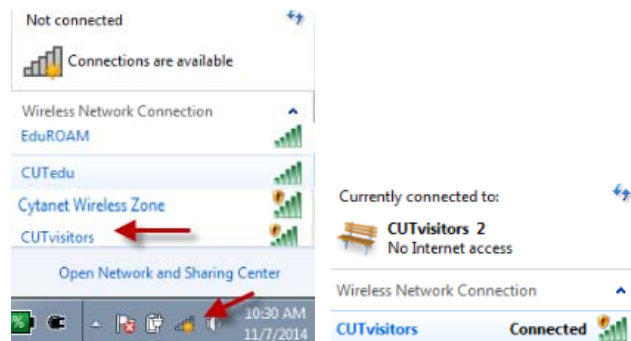 Not connected
Connections are available
Wireless Network Connection
EduROAM
CUTedu
Cytanet Wireless Zone
CUTvisitors
Open Network and Sharing Center
10:30 AM
11/7/2014
Currently connected to:
CUTvisitors 2
No Internet access
Wireless Network Connection
CUTvisitors Connected